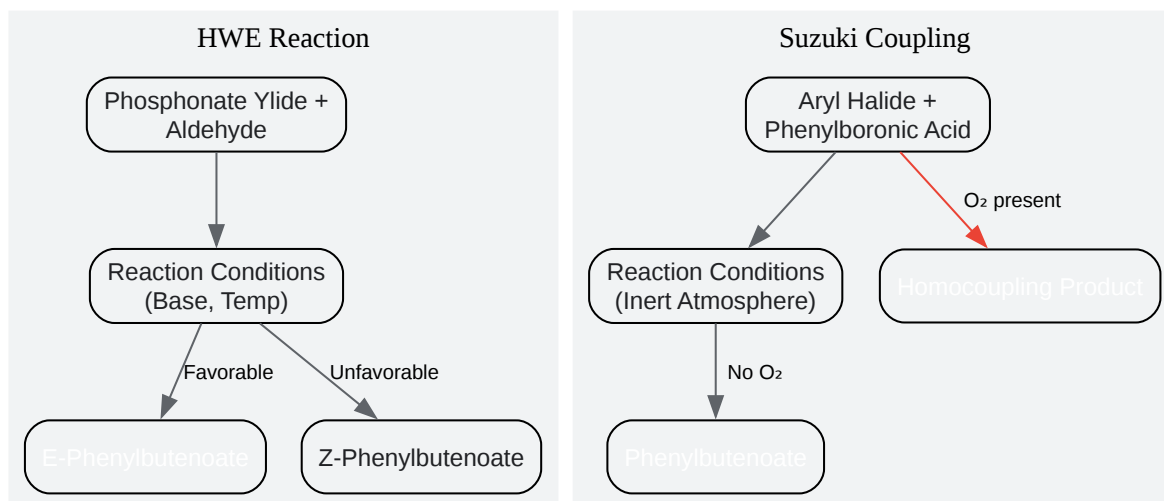 HWE Reaction
Phosphonate Ylide +
Aldehyde
Reaction Conditions
(Base, Temp)
Favorable
Unfavorable
E-Phenylbutenoate
Z-Phenylbutenoate
Suzuki Coupling
Aryl Halide +
Phenylboronic Acid
O₂ present
Reaction Conditions
(Inert Atmosphere)
Homocoupling Product
No O₂
Phenylbutenoate